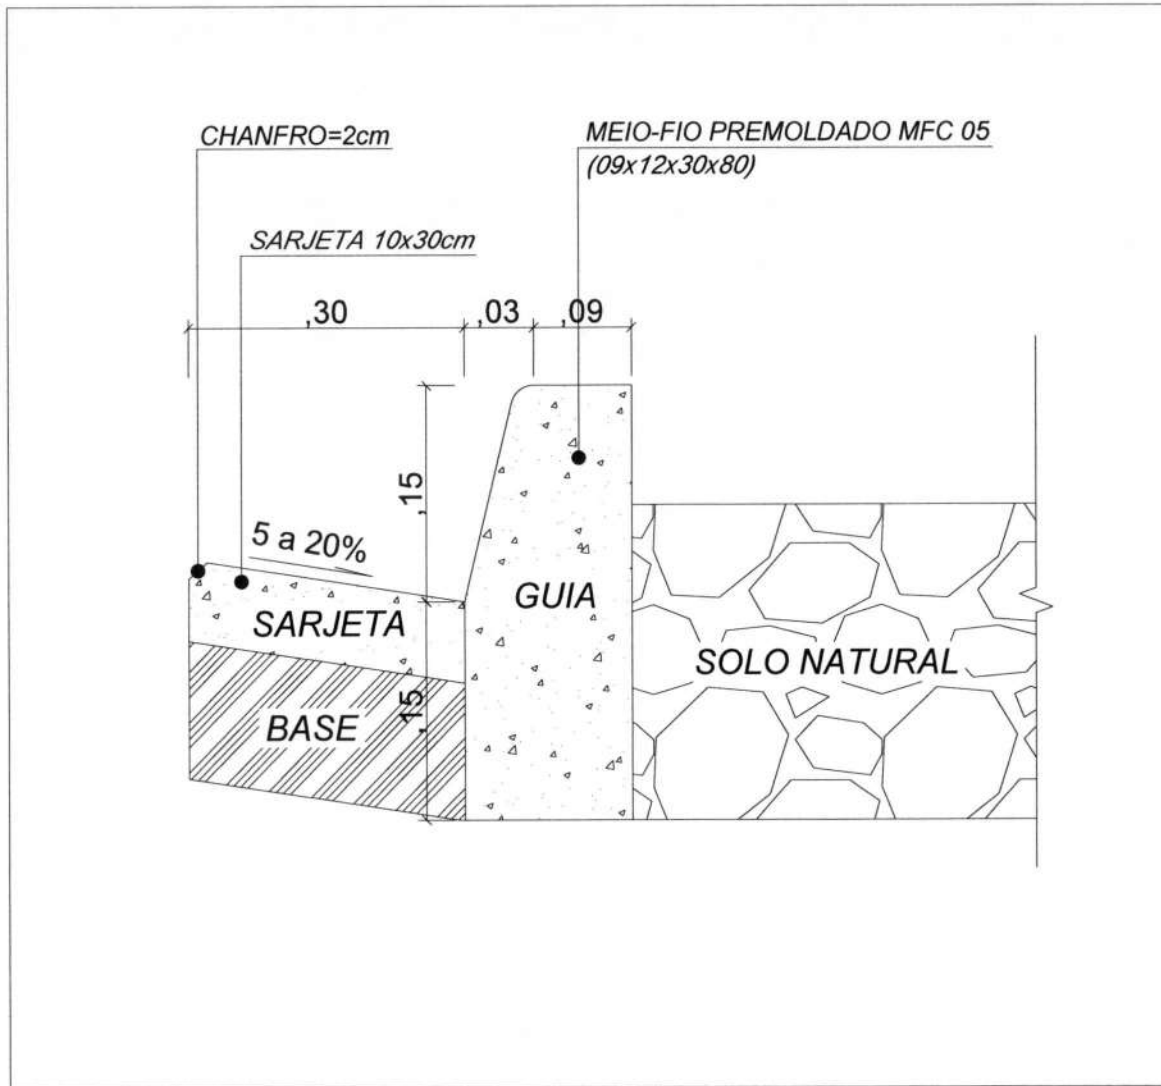 CHANFRO=2cm
MEIO-FIO PREMOLDADO MFC 05
(09x12x30x80)
SARJETA 10x30cm
,30
,03
,09
,15
5 a 20%
GUIA
SARJETA
SOLO NATURAL
,15
BASE